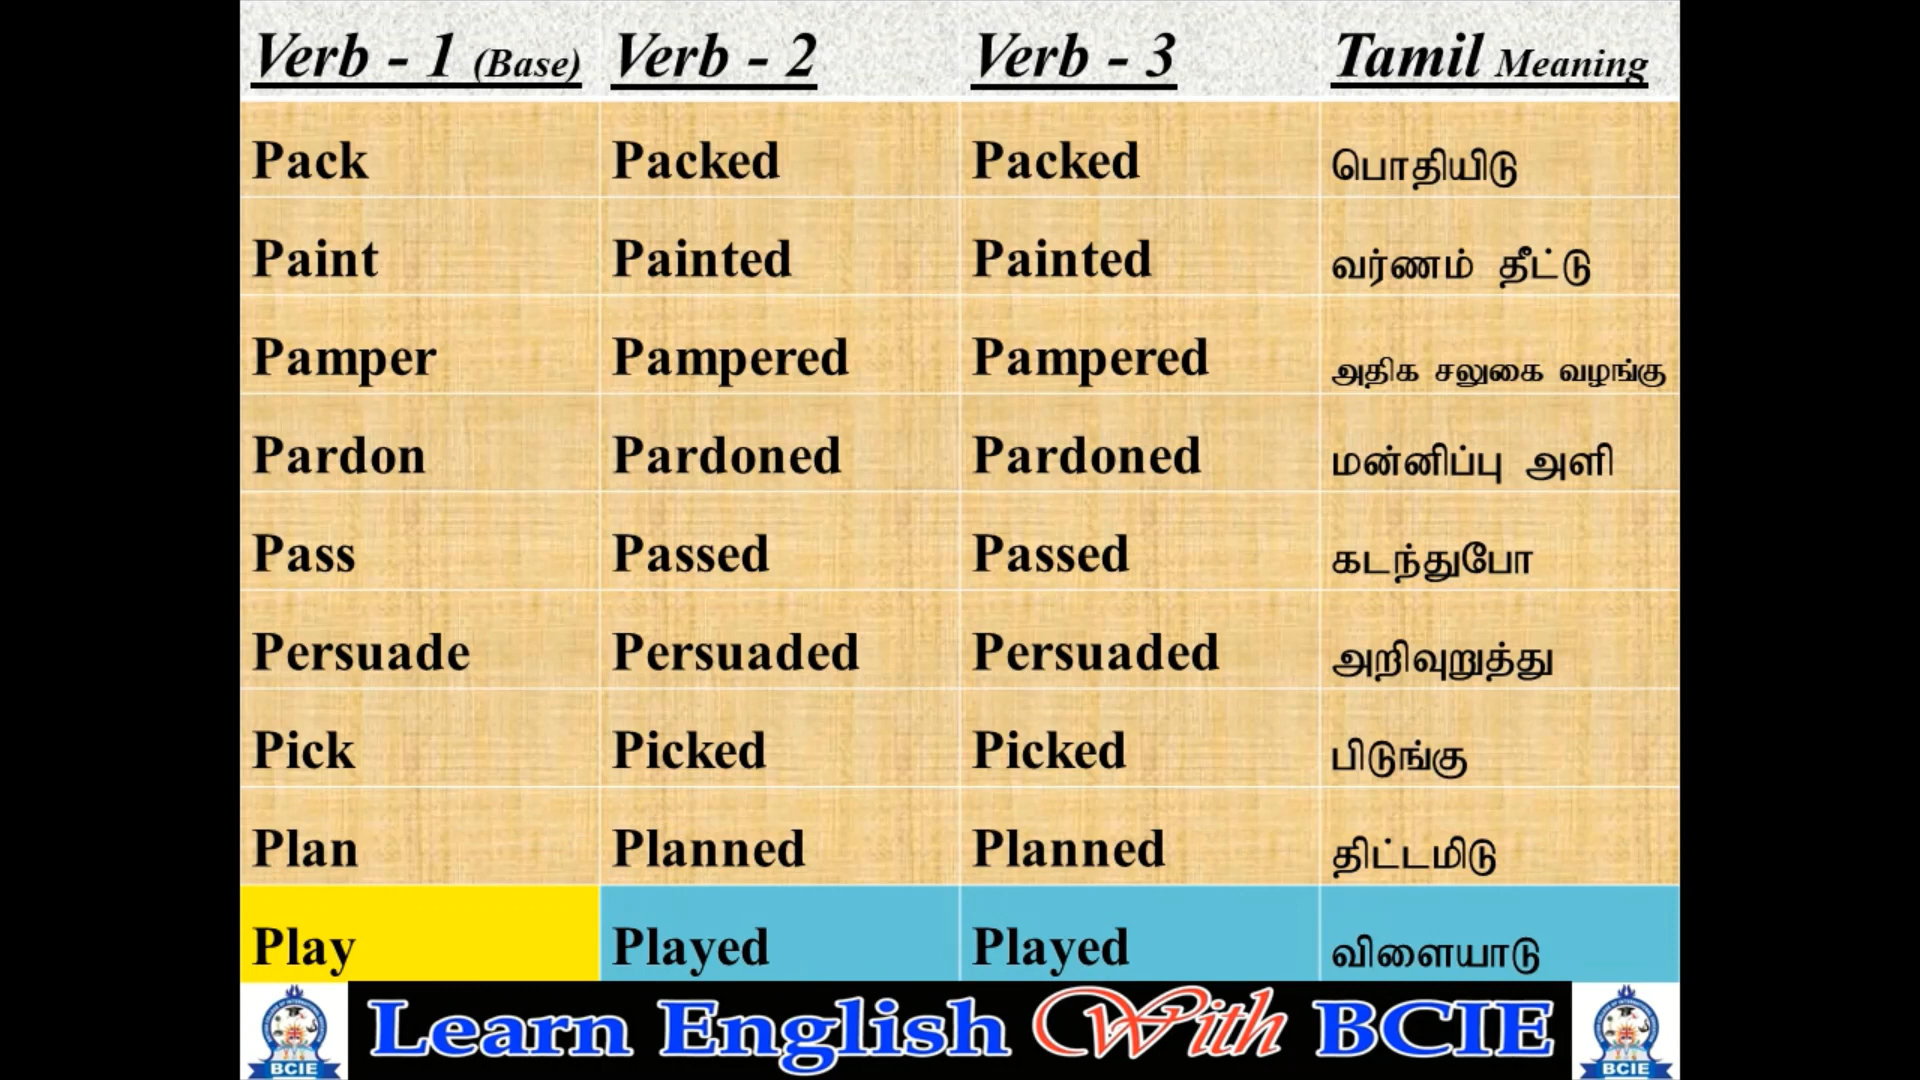 Verb - 1 (Base) Verb - 2 Verb - 3 Tamil Meaning
Pack Packed Packed பொதியிடு
Paint Painted Painted வர்ணம் தீட்டு
Pamper Pampered Pampered அதிக சலுகை வழங்கு
Pardon Pardoned Pardoned மன்னிப்பு அளி
Pass Passed Passed கடந்துபோ
Persuade Persuaded Persuaded அறிவுறுத்து
Pick Picked Picked பிடுங்கு
Plan Planned Planned திட்டமிடு
Play Played Played விளையாடு
BCIE Learn English With BCIE BCIE